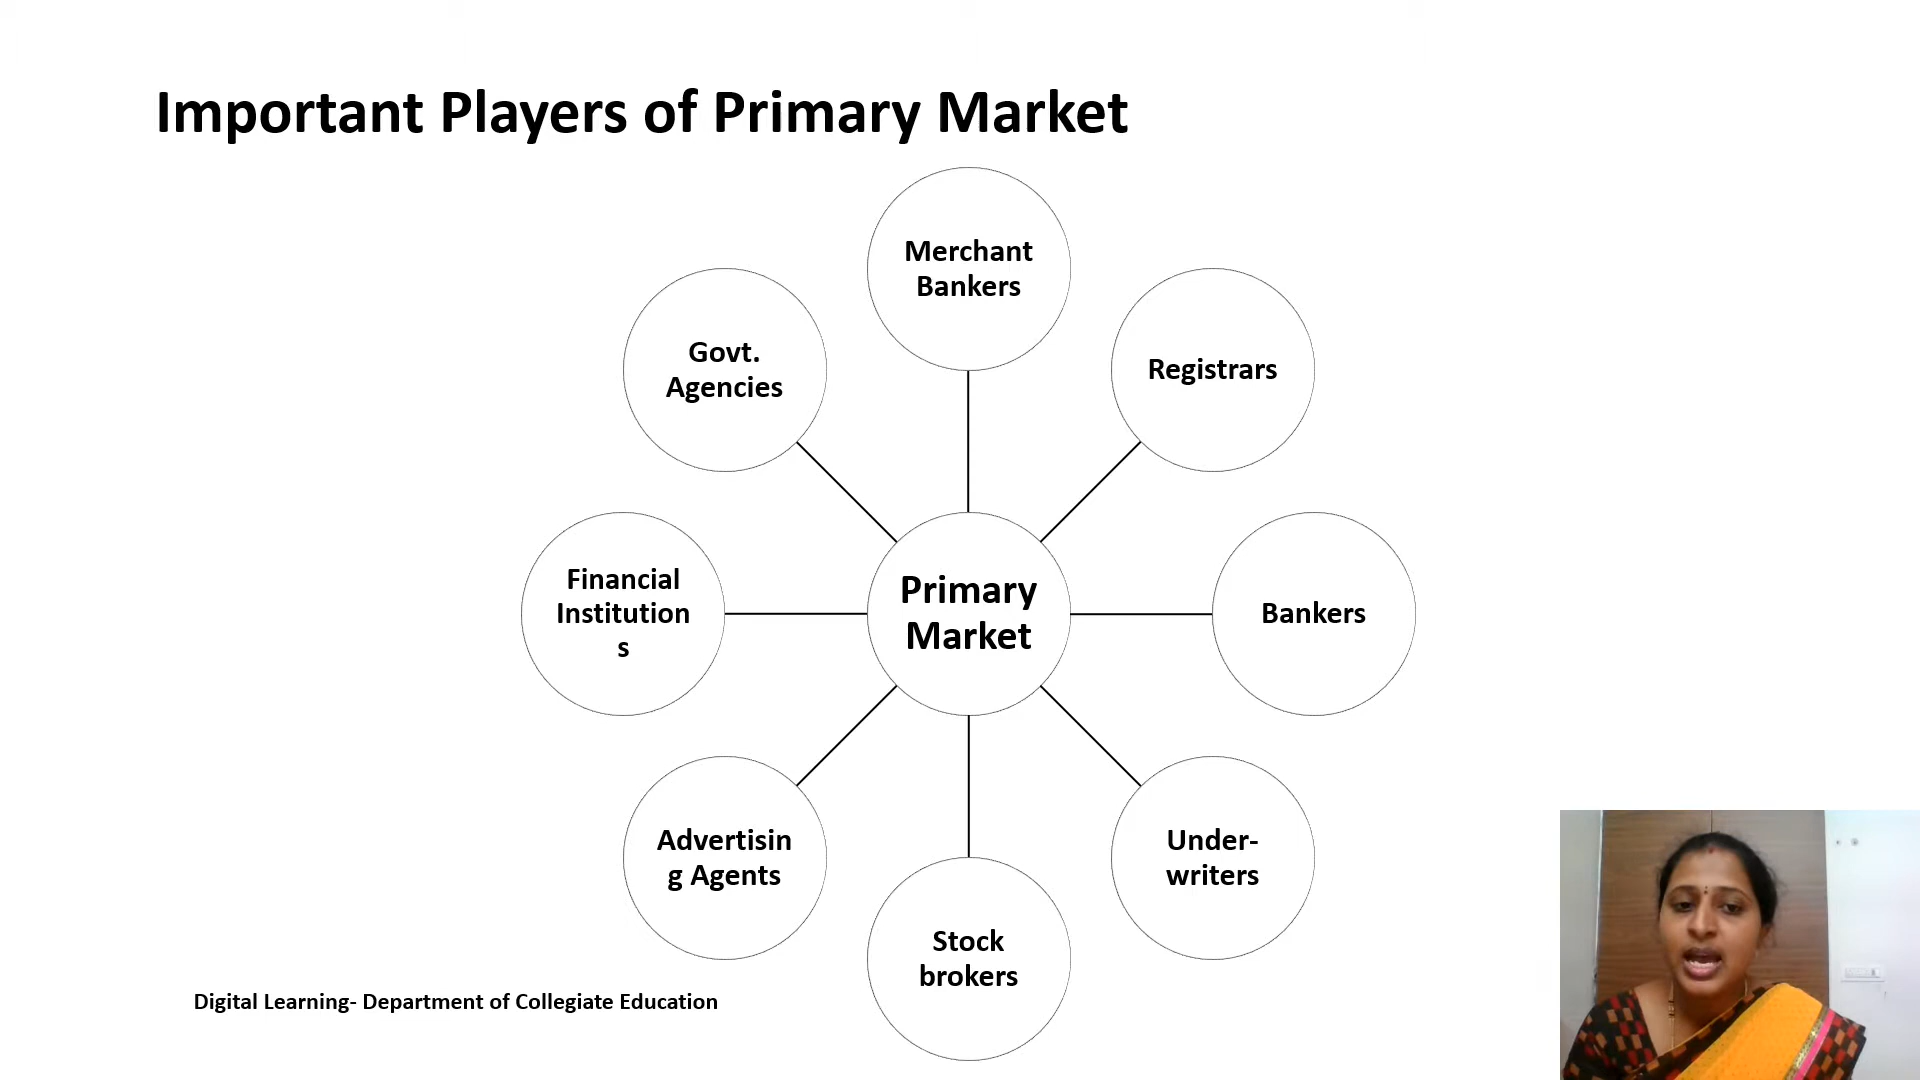 Important Players of Primary Market
Merchant
Bankers
Registrars
Bankers
Under-
writers
Stock
brokers
Advertisin
g Agents
Financial
Institution
s
Govt.
Agencies
Primary
Market
Digital Learning- Department of Collegiate Education